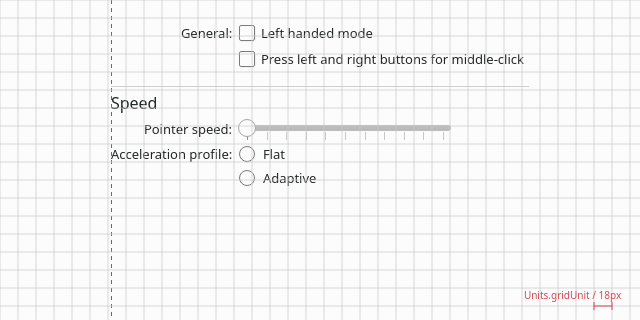 General: Left handed mode
Press left and right buttons for middle-click
Speed
Pointer speed:
Acceleration profile: Flat
Adaptive
Units.gridUnit / 18px